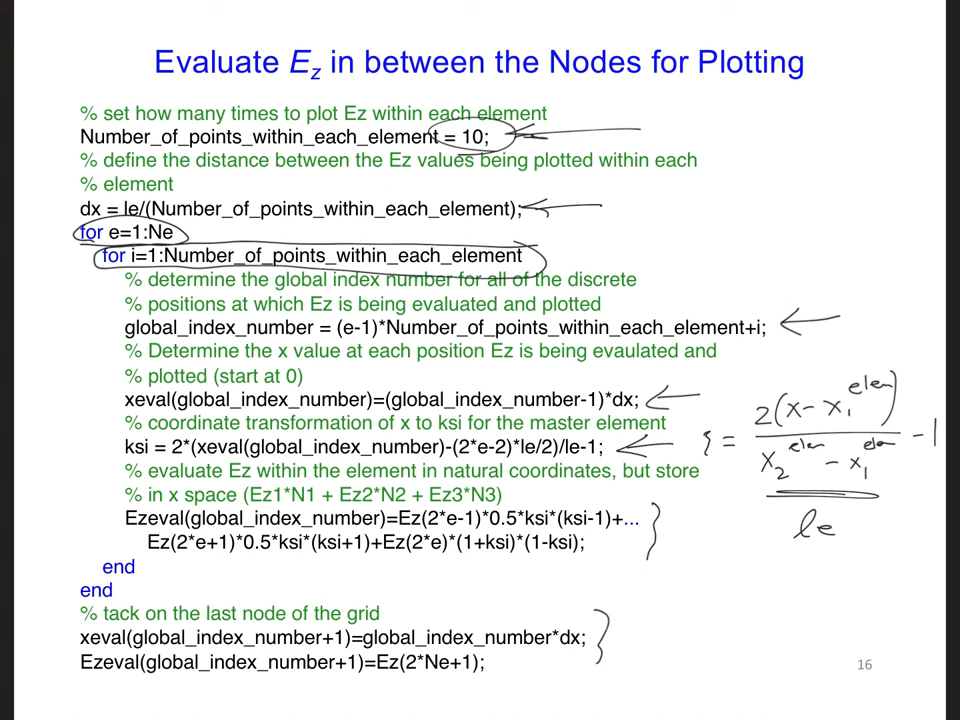 Evaluate Ez in between the Nodes for Plotting
% set how many times to plot Ez within each element
Number_of_points_within_each_element = 10;
% define the distance between the Ez values being plotted within each
% element
dx = le/(Number_of_points_within_each_element);
for e=1:Ne
for i=1:Number_of_points_within_each_element
% determine the global index number for all of the discrete
% positions at which Ez is being evaluated and plotted
global_index_number = (e-1)*Number_of_points_within_each_element+i;
% Determine the x value at each position Ez is being evaulated and
% plotted (start at 0)
xeval(global_index_number)=(global_index_number-1)*dx;
% coordinate transformation of x to ksi for the master element
ksi = 2*(xeval(global_index_number)-(2*e-2)*le/2)/le-1;
% evaluate Ez within the element in natural coordinates, but store
% in x space (Ez1*N1 + Ez2*N2 + Ez3*N3)
Ezeval(global_index_number)=Ez(2*e-1)*0.5*ksi*(ksi-1)+...
Ez(2*e+1)*0.5*ksi*(ksi+1)+Ez(2*e)*(1+ksi)*(1-ksi);
end
end
% tack on the last node of the grid
xeval(global_index_number+1)=global_index_number*dx;
Ezeval(global_index_number+1)=Ez(2*Ne+1);
ξ = 2(x - x₁ᵉˡᵉᵐ) / (x₂ᵉˡᵉᵐ - x₁ᵉˡᵉᵐ) - 1
le
16